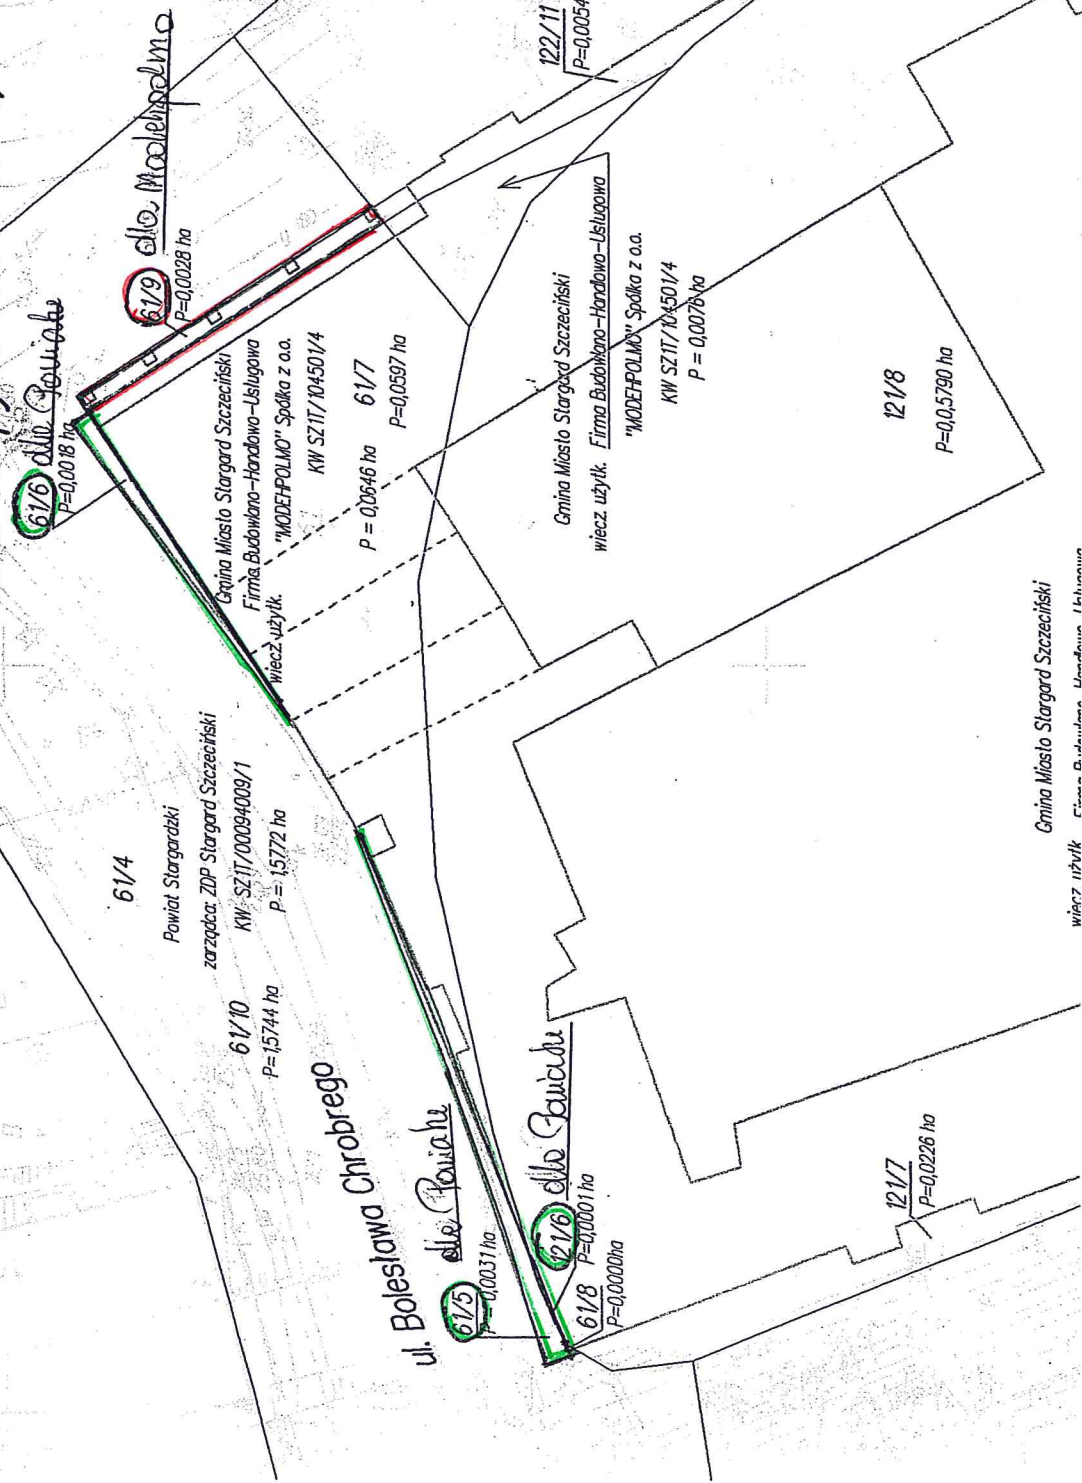 122/11
P=0,0054
61/9 dla Modehpolmo
P=0,0028 ha
61/6 dla Powiatu
P=0,0018 ha
Gmina Miasto Stargard Szczeciński
Firma Budowlano-Handlowo-Usługowa
wiecz. użytk. "MODEHPOLMO" Spółka z o.o.
KW SZ1T/104501/4
P = 0,0646 ha
61/7
P=0,0597 ha
Gmina Miasto Stargard Szczeciński
wiecz. użytk. Firma Budowlano-Handlowo-Usługowa
"MODEHPOLMO" Spółka z o.o.
KW SZ1T/104501/4
P = 0,0076 ha
121/8
P=0,5790 ha
61/4
Powiat Stargardzki
zarządca: ZDP Stargard Szczeciński
KW: SZ1T/00094009/1
P = 1,5772 ha
61/10
P=1,5744 ha
ul. Bolesława Chrobrego
61/5 dla Powiatu
P=0,0031 ha
121/6 dla Powiatu
P=0,0001 ha
61/8
P=0,0000ha
121/7
P=0,0226 ha
Gmina Miasto Stargard Szczeciński
wiecz. użytk. Firma Budowlano-Handlowo-Usługowa